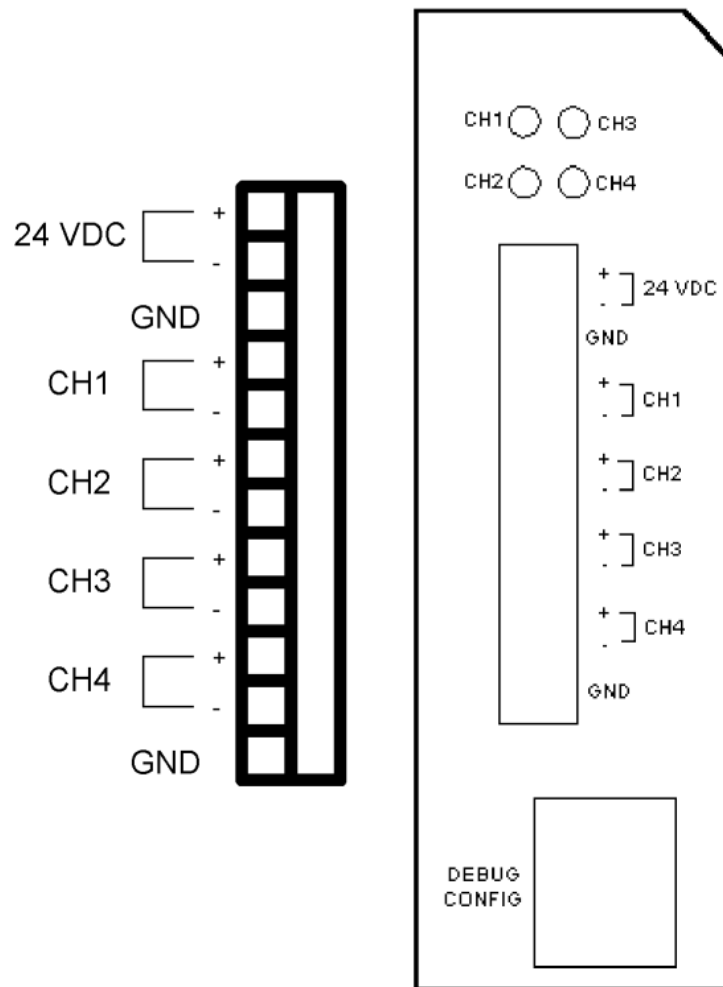 24 VDC
+
-
GND
CH1
+
-
CH2
+
-
CH3
+
-
CH4
+
-
GND
CH1 CH3
CH2 CH4
+
-
24 VDC
GND
+
-
CH1
+
-
CH2
+
-
CH3
+
-
CH4
GND
DEBUG
CONFIG